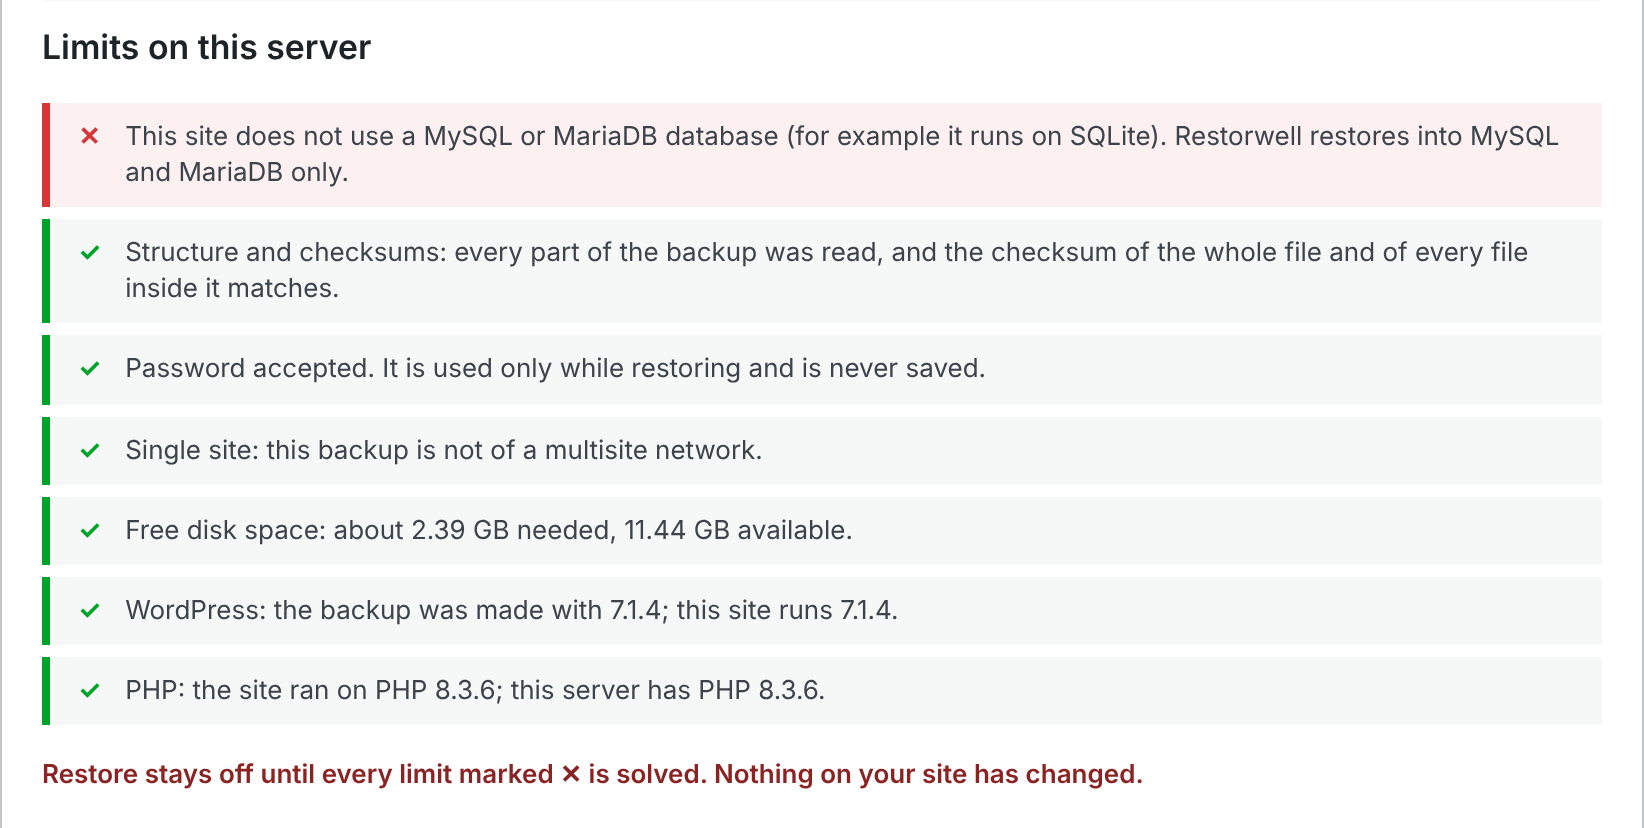 Limits on this server
✕ This site does not use a MySQL or MariaDB database (for example it runs on SQLite). Restorwell restores into MySQL
and MariaDB only.
✓ Structure and checksums: every part of the backup was read, and the checksum of the whole file and of every file
inside it matches.
✓ Password accepted. It is used only while restoring and is never saved.
✓ Single site: this backup is not of a multisite network.
✓ Free disk space: about 2.39 GB needed, 11.44 GB available.
✓ WordPress: the backup was made with 7.1.4; this site runs 7.1.4.
✓ PHP: the site ran on PHP 8.3.6; this server has PHP 8.3.6.
Restore stays off until every limit marked ✕ is solved. Nothing on your site has changed.